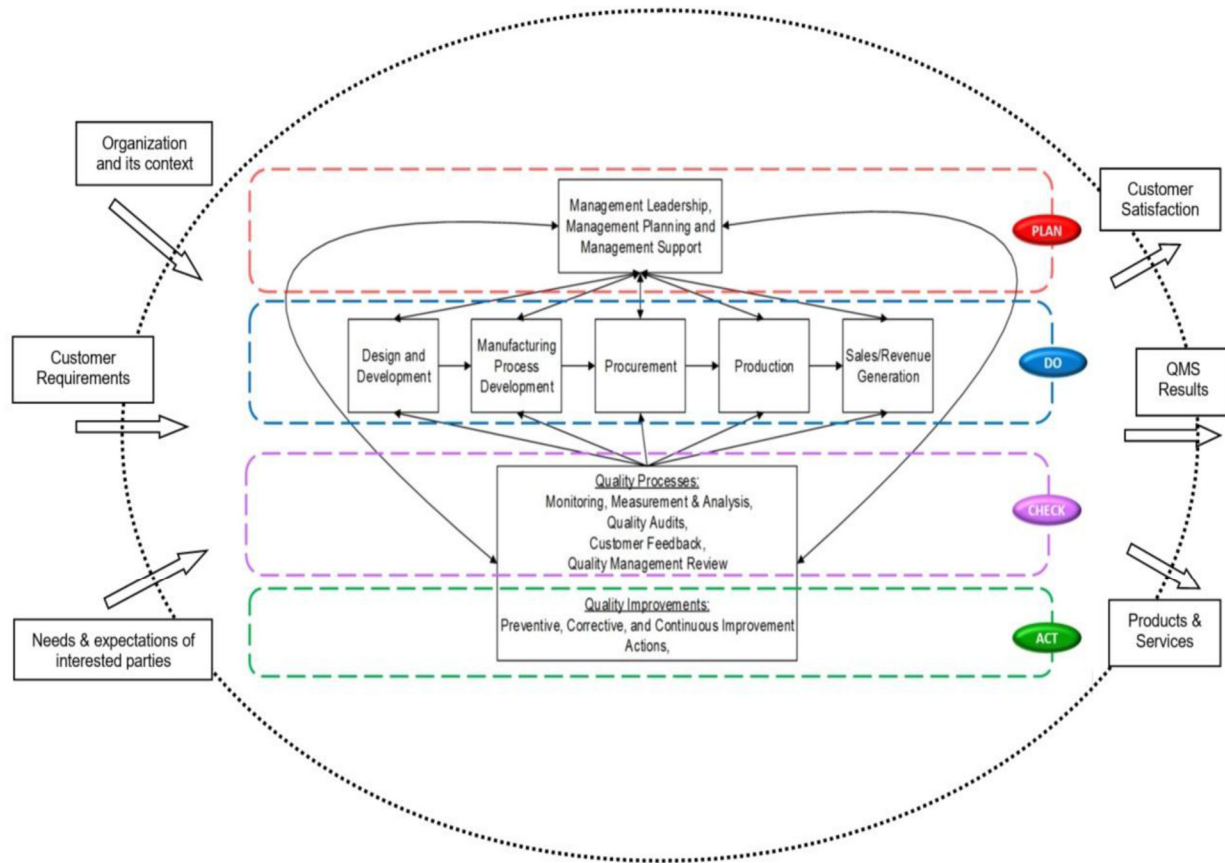 Organization
and its context
Customer
Requirements
Needs & expectations of
interested parties
Management Leadership,
Management Planning and
Management Support
PLAN
Design and
Development
Manufacturing
Process
Development
Procurement
Production
Sales/Revenue
Generation
DO
Quality Processes:
Monitoring, Measurement & Analysis,
Quality Audits,
Customer Feedback,
Quality Management Review
CHECK
Quality Improvements:
Preventive, Corrective, and Continuous Improvement
Actions,
ACT
Customer
Satisfaction
QMS
Results
Products &
Services